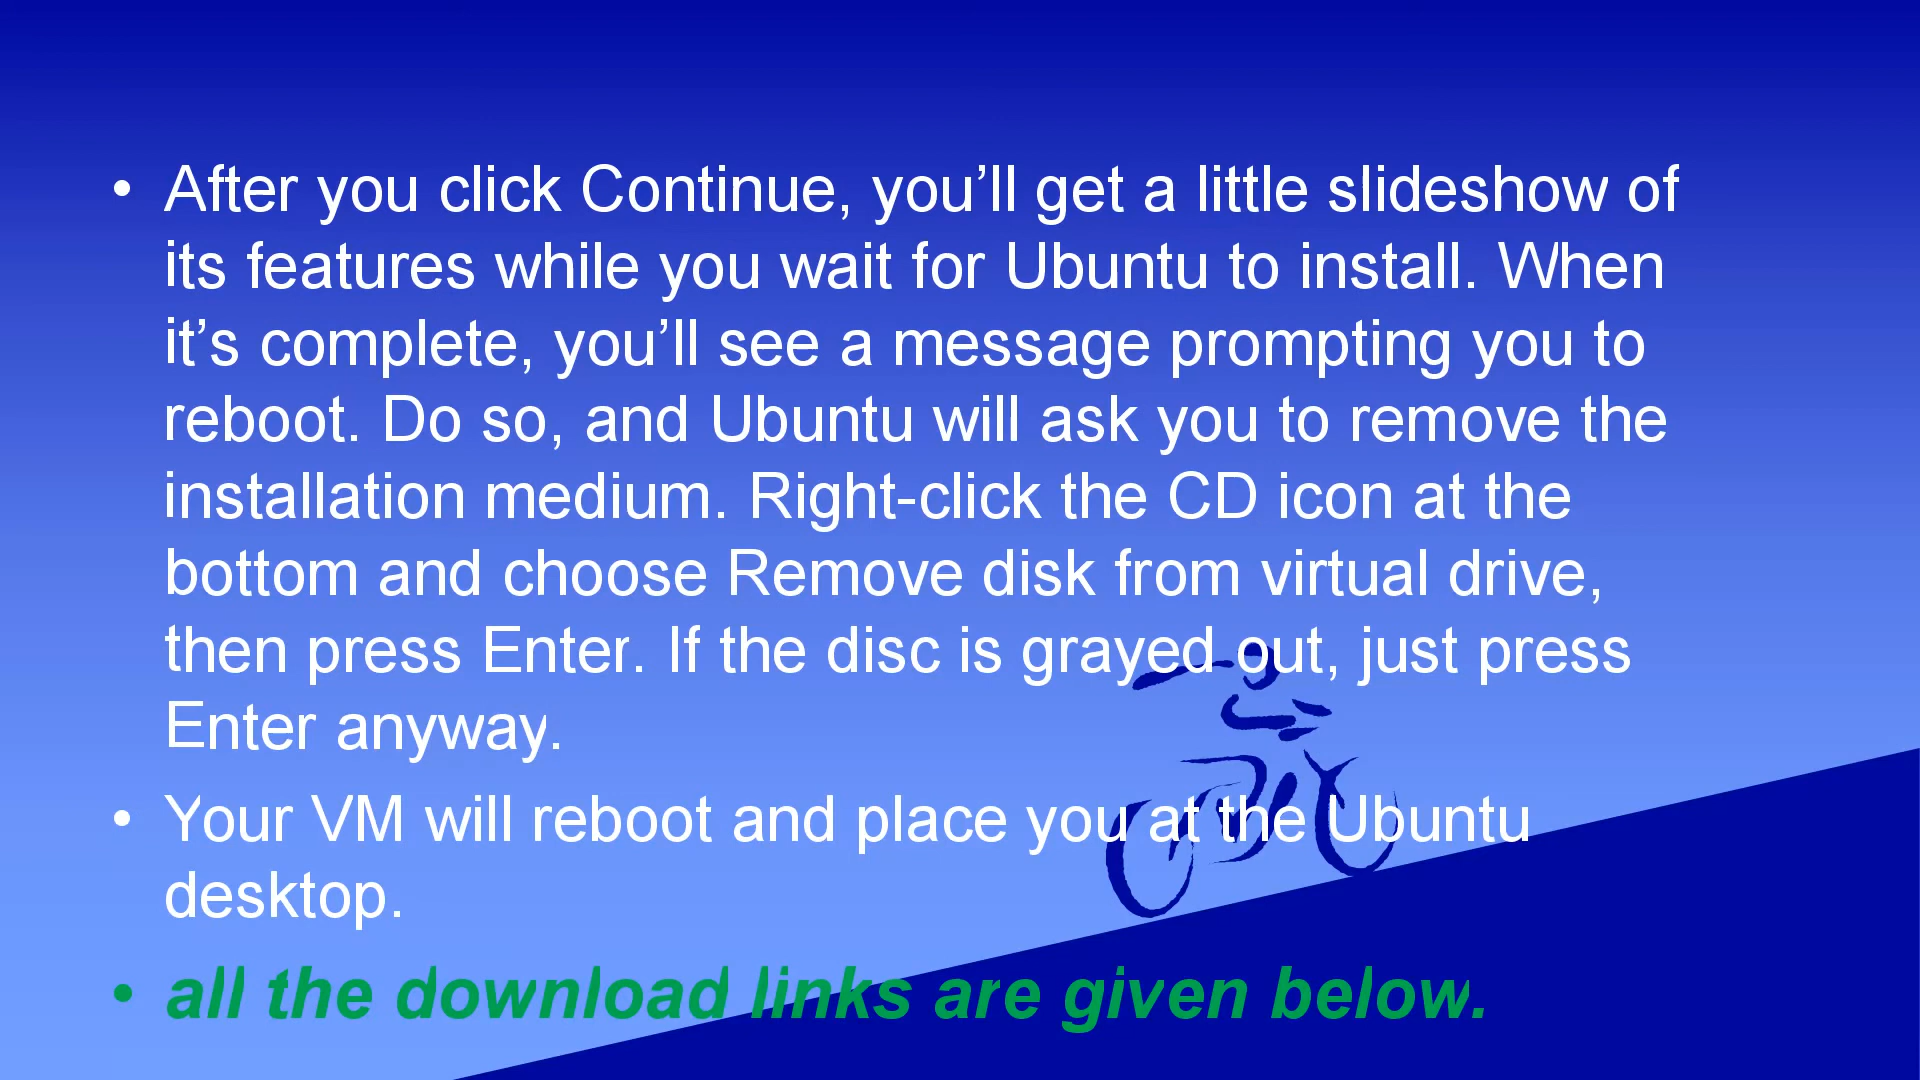 • After you click Continue, you’ll get a little slideshow of
its features while you wait for Ubuntu to install. When
it’s complete, you’ll see a message prompting you to
reboot. Do so, and Ubuntu will ask you to remove the
installation medium. Right-click the CD icon at the
bottom and choose Remove disk from virtual drive,
then press Enter. If the disc is grayed out, just press
Enter anyway.
• Your VM will reboot and place you at the Ubuntu
desktop.
• all the download links are given below.